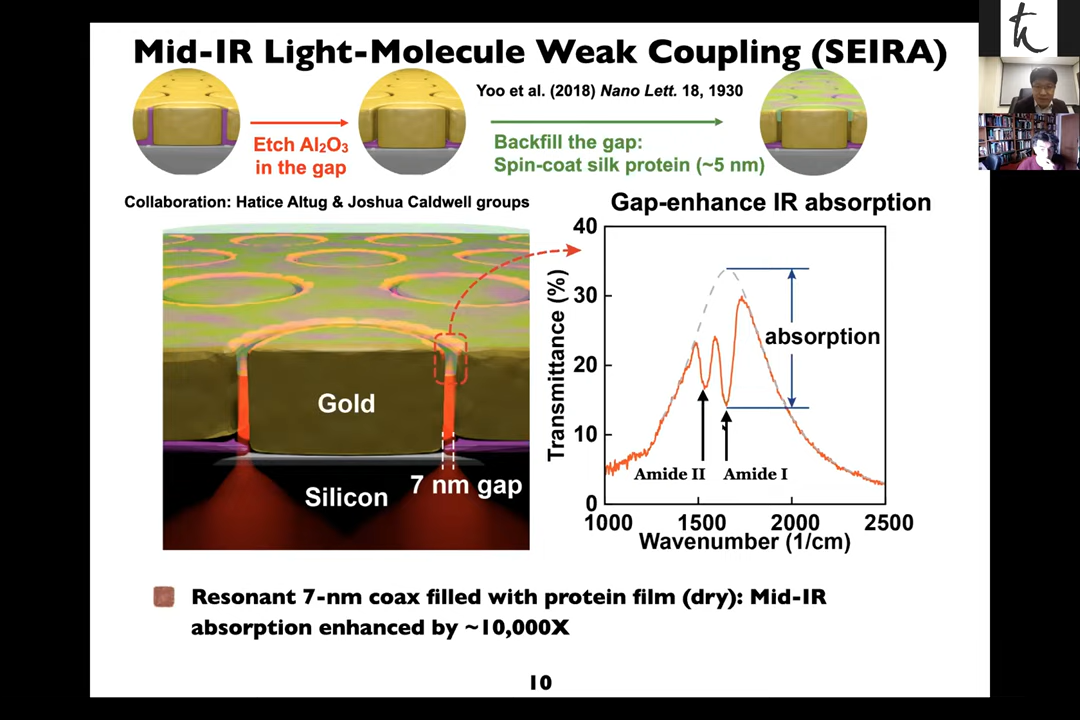 Mid-IR Light-Molecule Weak Coupling (SEIRA)
Yoo et al. (2018) Nano Lett. 18, 1930
Etch Al₂O₃
in the gap
Backfill the gap:
Spin-coat silk protein (~5 nm)
Collaboration: Hatice Altug & Joshua Caldwell groups
Gold
7 nm gap
Silicon
Gap-enhance IR absorption
Transmittance (%)
40
30
20
10
0
absorption
Amide II
Amide I
1000
1500
2000
2500
Wavenumber (1/cm)
Resonant 7-nm coax filled with protein film (dry): Mid-IR
absorption enhanced by ~10,000X
10